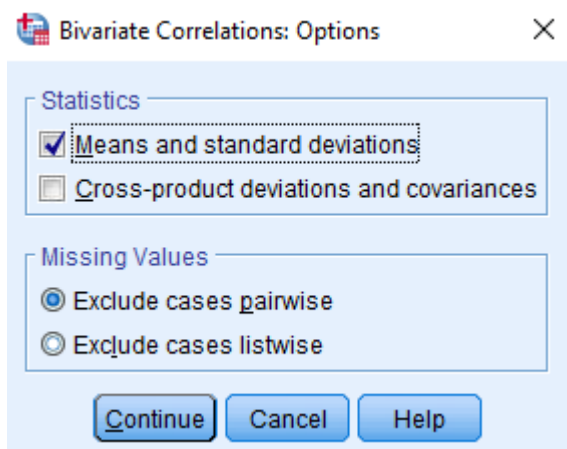 Bivariate Correlations: Options
Statistics
Means and standard deviations
Cross-product deviations and covariances
Missing Values
Exclude cases pairwise
Exclude cases listwise
Continue Cancel Help